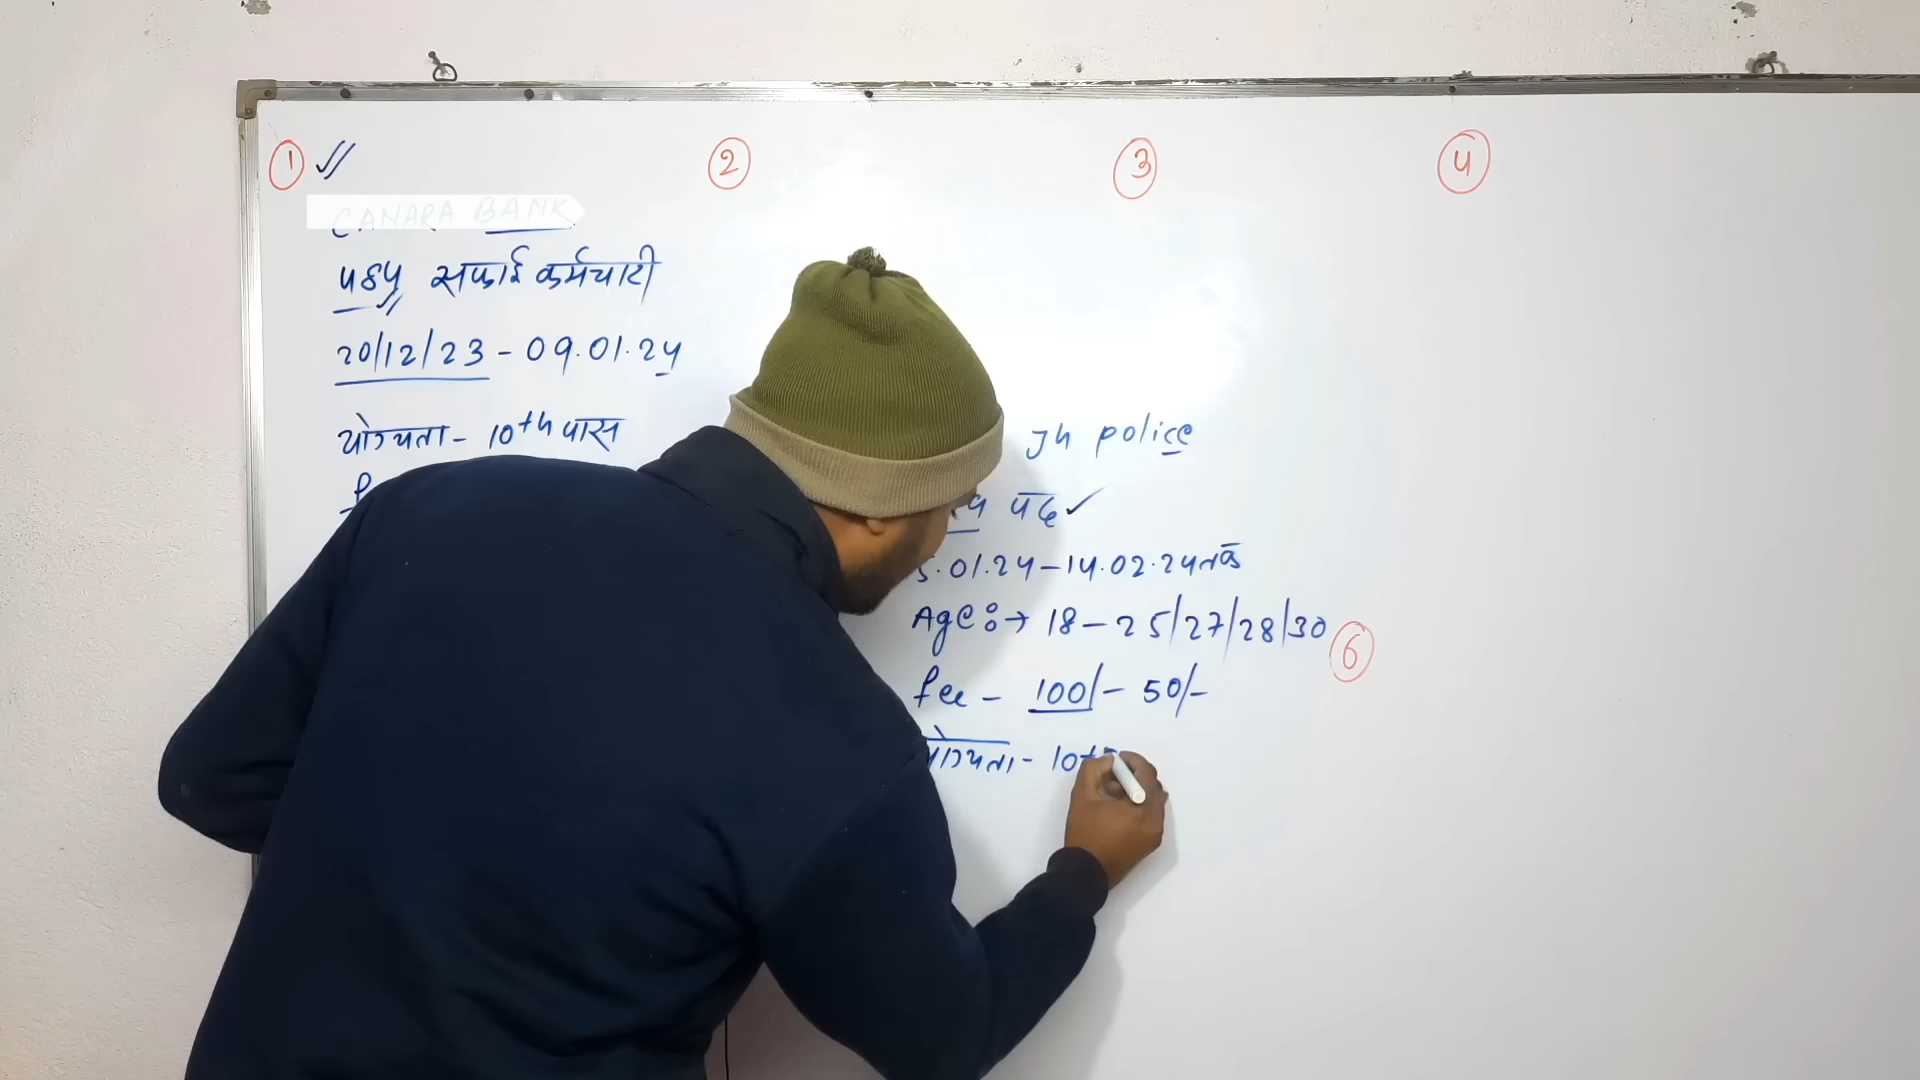 1
2
3
4
CANARA BANK
484 सफाई कर्मचारी
20/12/23 - 09.01.24
योग्यता - 10th पास
Jh police
पद
.01.24 - 14.02.24 तक
Age :→ 18 - 25/27/28/30
6
fee - 100/- 50/-
योग्यता - 10th